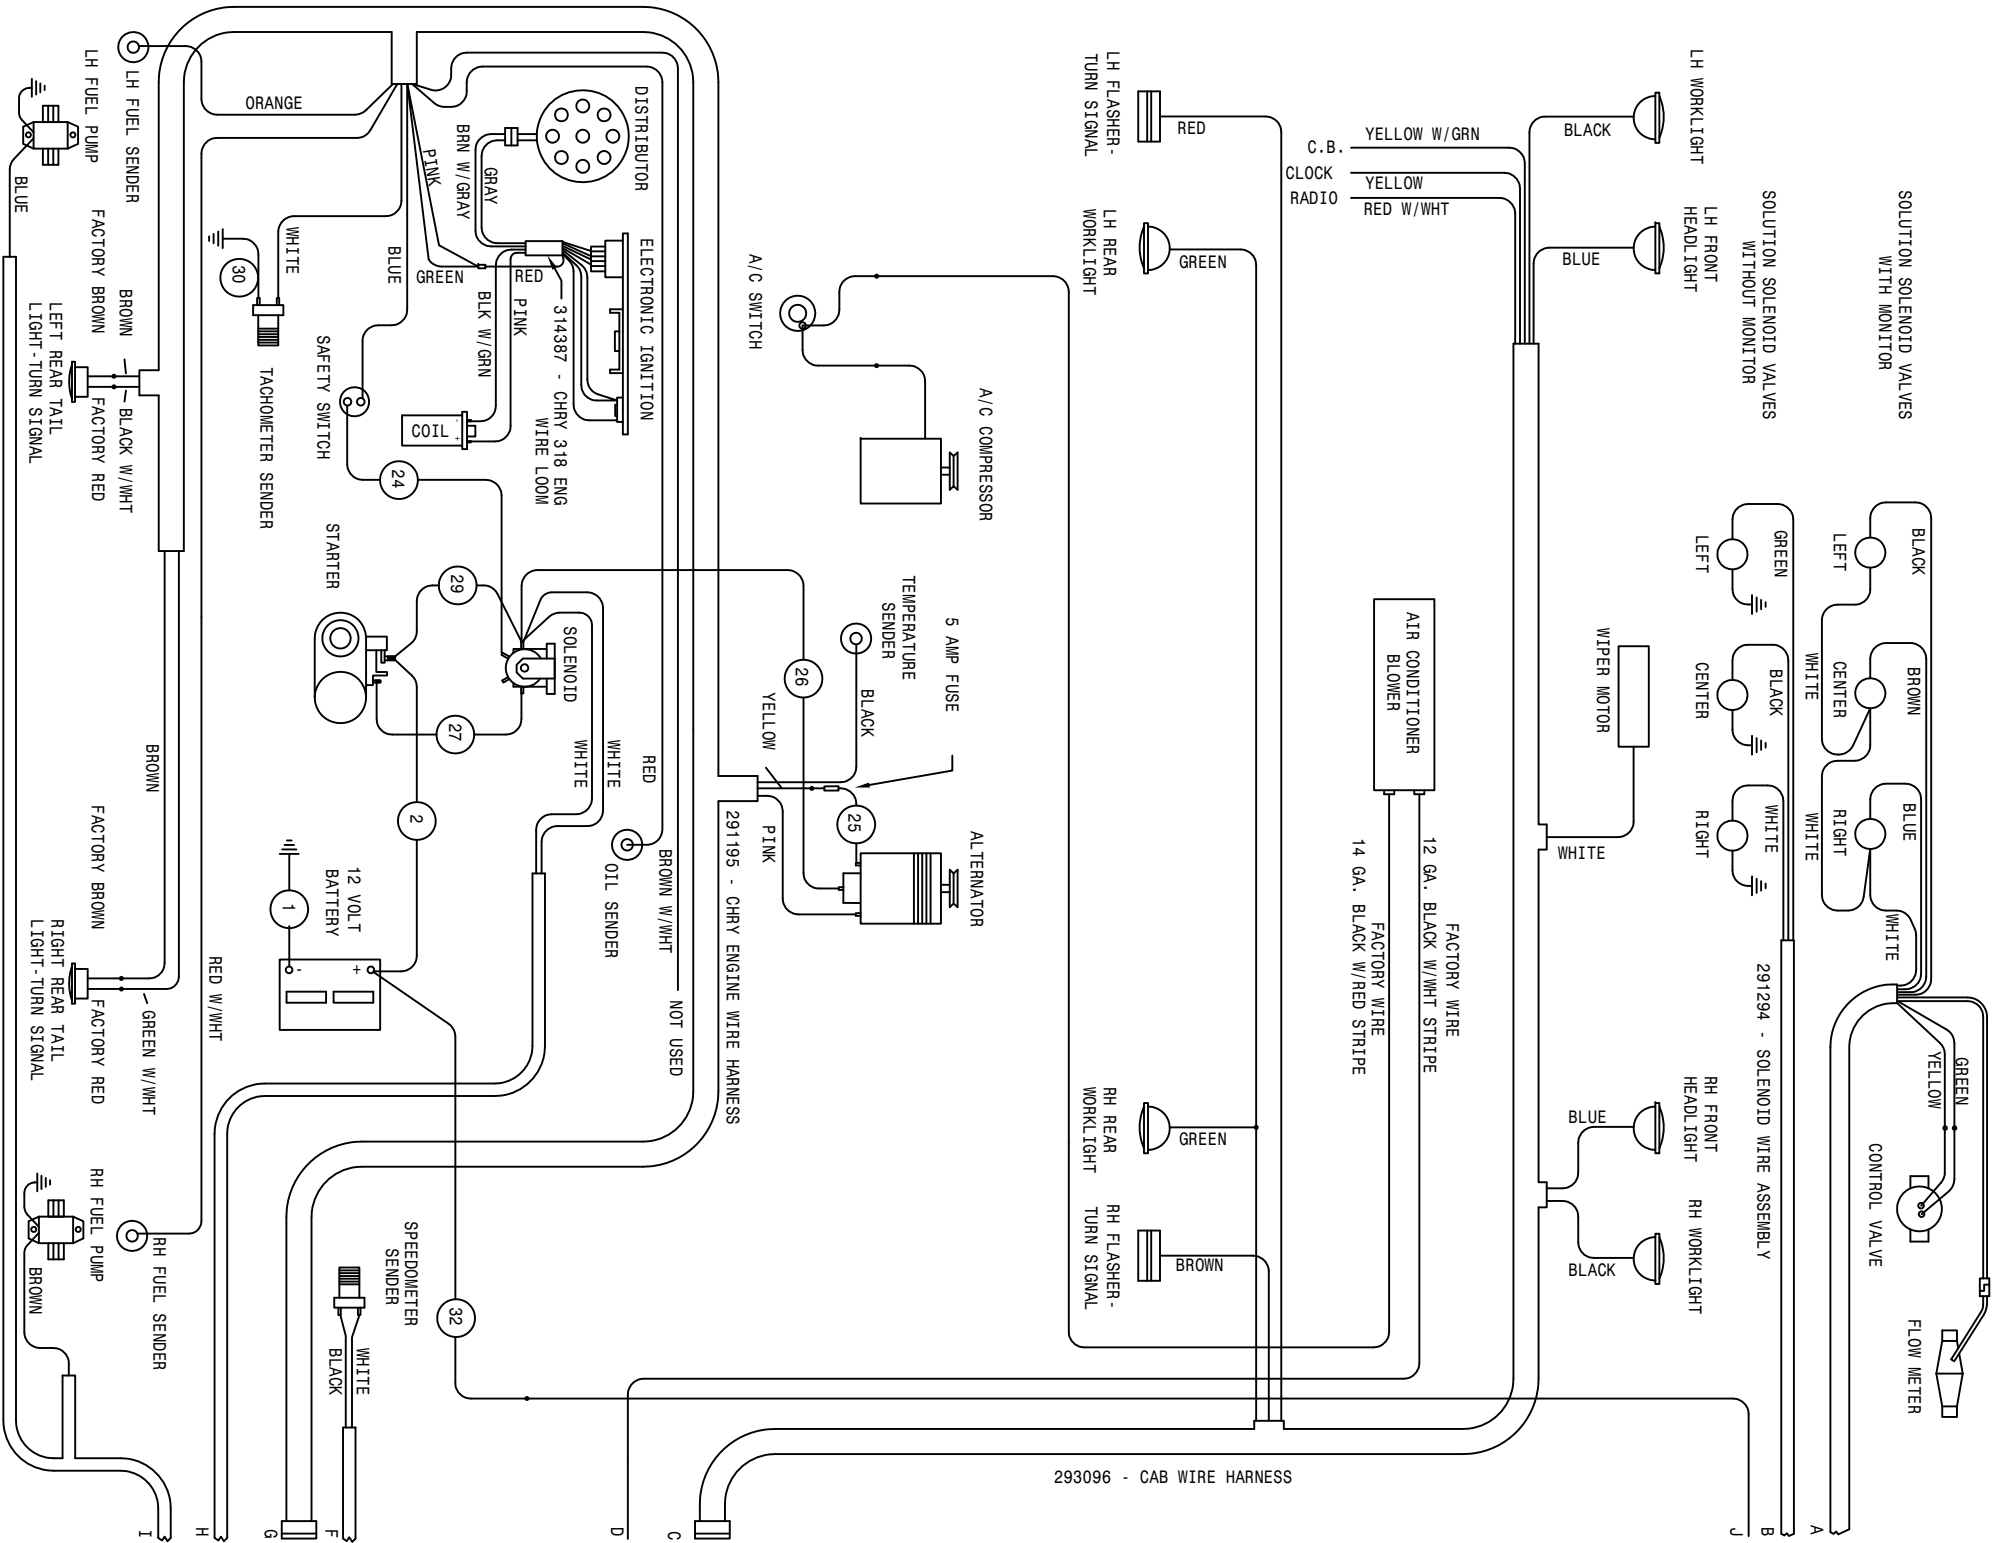 LH FUEL SENDER
LH FUEL PUMP
BLUE
ORANGE
DISTRIBUTOR
GRAY
BRN W/GRAY
PINK
ELECTRONIC IGNITION
314387 - CHRY 318 ENG
WIRE LOOM
GREEN
RED
PINK
BLK W/GRN
COIL
-
+
BLUE
WHITE
30
TACHOMETER SENDER
SAFETY SWITCH
24
BROWN
FACTORY BROWN
BLACK W/WHT
FACTORY RED
LEFT REAR TAIL
LIGHT-TURN SIGNAL
STARTER
29
27
SOLENOID
WHITE
WHITE
RED
OIL SENDER
BROWN W/WHT
NOT USED
2
12 VOLT
BATTERY
1
-
+
BROWN
FACTORY BROWN
FACTORY RED
GREEN W/WHT
RIGHT REAR TAIL
LIGHT-TURN SIGNAL
RED W/WHT
RH FUEL SENDER
RH FUEL PUMP
BROWN
SPEEDOMETER
SENDER
WHITE
BLACK
32
26
TEMPERATURE
SENDER
BLACK
5 AMP FUSE
YELLOW
PINK
25
ALTERNATOR
291195 - CHRY ENGINE WIRE HARNESS
A/C SWITCH
A/C COMPRESSOR
LH FLASHER-
TURN SIGNAL
RED
LH REAR
WORKLIGHT
GREEN
RH REAR
WORKLIGHT
GREEN
RH FLASHER-
TURN SIGNAL
BROWN
C.B.
YELLOW W/GRN
CLOCK
YELLOW
RADIO
RED W/WHT
LH WORKLIGHT
BLACK
LH FRONT
HEADLIGHT
BLUE
AIR CONDITIONER
BLOWER
FACTORY WIRE
12 GA. BLACK W/WHT STRIPE
FACTORY WIRE
14 GA. BLACK W/RED STRIPE
WIPER MOTOR
WHITE
RH FRONT
HEADLIGHT
BLUE
RH WORKLIGHT
BLACK
293096 - CAB WIRE HARNESS
SOLUTION SOLENOID VALVES
WITHOUT MONITOR
GREEN
LEFT
BLACK
CENTER
WHITE
RIGHT
291294 - SOLENOID WIRE ASSEMBLY
SOLUTION SOLENOID VALVES
WITH MONITOR
BLACK
LEFT
WHITE
BROWN
CENTER
WHITE
BLUE
RIGHT
WHITE
GREEN
YELLOW
CONTROL VALVE
FLOW METER
I
H
G
F
D
C
J
B
A